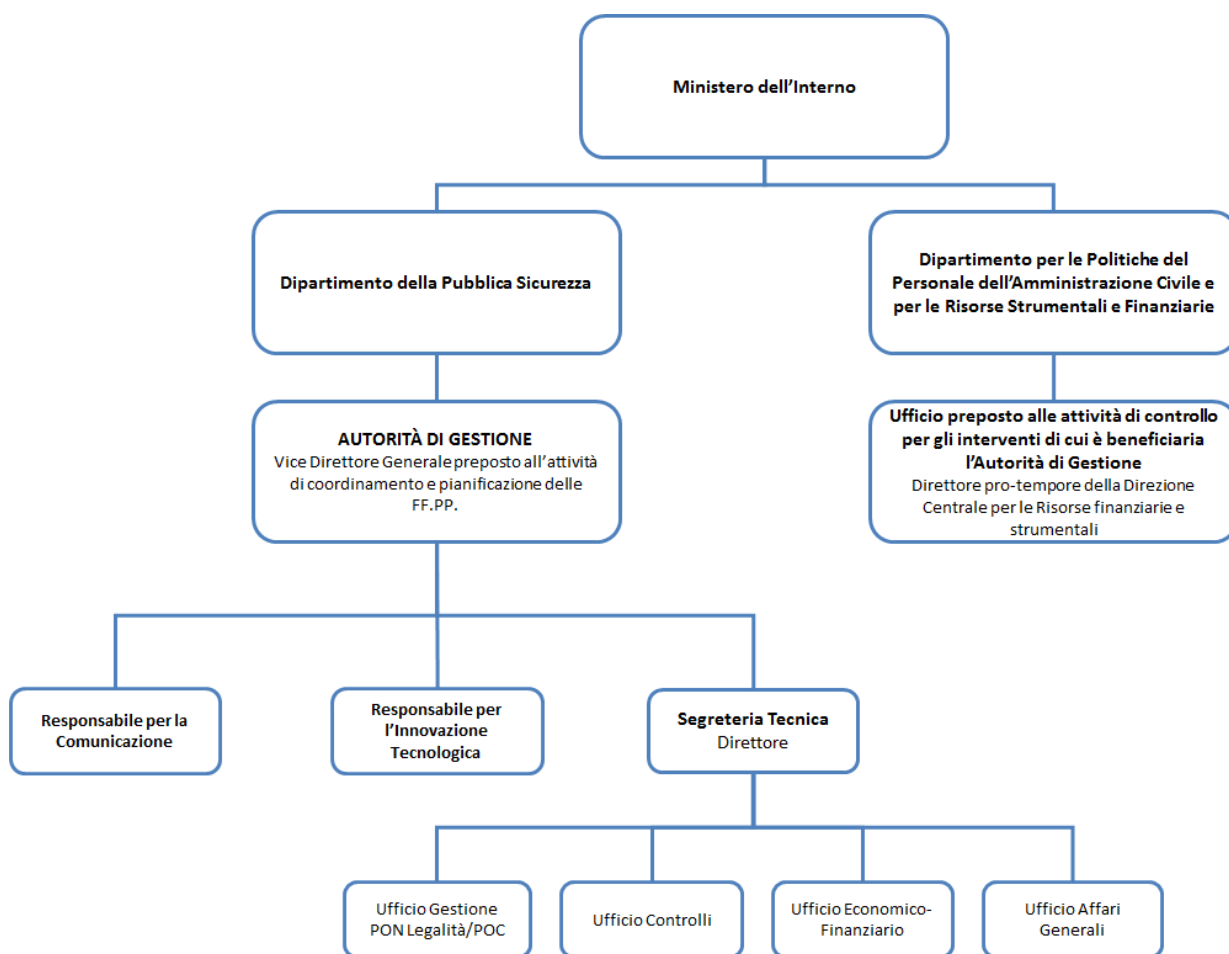 Ministero dell'Interno
Dipartimento della Pubblica Sicurezza
Dipartimento per le Politiche del
Personale dell'Amministrazione Civile e
per le Risorse Strumentali e Finanziarie
AUTORITÀ DI GESTIONE
Vice Direttore Generale preposto all'attività
di coordinamento e pianificazione delle
FF.PP.
Ufficio preposto alle attività di controllo
per gli interventi di cui è beneficiaria
l'Autorità di Gestione
Direttore pro-tempore della Direzione
Centrale per le Risorse finanziarie e
strumentali
Responsabile per la
Comunicazione
Responsabile per
l'Innovazione
Tecnologica
Segreteria Tecnica
Direttore
Ufficio Gestione
PON Legalità/POC
Ufficio Controlli
Ufficio Economico-
Finanziario
Ufficio Affari
Generali